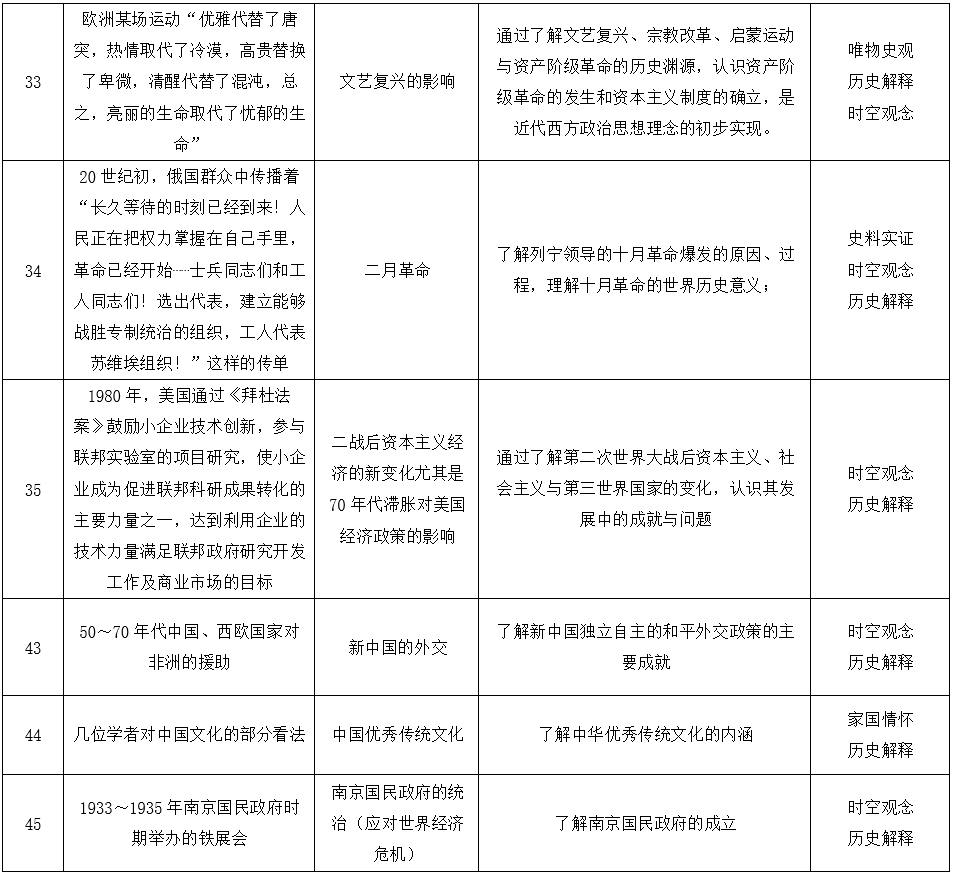 33
欧洲某场运动“优雅代替了唐
突，热情取代了冷漠，高贵替换
了卑微，清醒代替了混沌，总
之，亮丽的生命取代了忧郁的生
命”
文艺复兴的影响
通过了解文艺复兴、宗教改革、启蒙运动
与资产阶级革命的历史渊源，认识资产阶
级革命的发生和资本主义制度的确立，是
近代西方政治思想理念的初步实现。
唯物史观
历史解释
时空观念
34
20 世纪初，俄国群众中传播着
“长久等待的时刻已经到来！人
民正在把权力掌握在自己手里，
革命已经开始┈士兵同志们和工
人同志们！选出代表，建立能够
战胜专制统治的组织，工人代表
苏维埃组织！”这样的传单
二月革命
了解列宁领导的十月革命爆发的原因、过
程，理解十月革命的世界历史意义；
史料实证
时空观念
历史解释
35
1980 年，美国通过《拜杜法
案》鼓励小企业技术创新，参与
联邦实验室的项目研究，使小企
业成为促进联邦科研成果转化的
主要力量之一，达到利用企业的
技术力量满足联邦政府研究开发
工作及商业市场的目标
二战后资本主义经
济的新变化尤其是
70 年代滞胀对美国
经济政策的影响
通过了解第二次世界大战后资本主义、社
会主义与第三世界国家的变化，认识其发
展中的成就与问题
时空观念
历史解释
43
50～70 年代中国、西欧国家对
非洲的援助
新中国的外交
了解新中国独立自主的和平外交政策的主
要成就
时空观念
历史解释
44
几位学者对中国文化的部分看法
中国优秀传统文化
了解中华优秀传统文化的内涵
家国情怀
历史解释
45
1933～1935 年南京国民政府时
期举办的铁展会
南京国民政府的统
治（应对世界经济
危机）
了解南京国民政府的成立
时空观念
历史解释